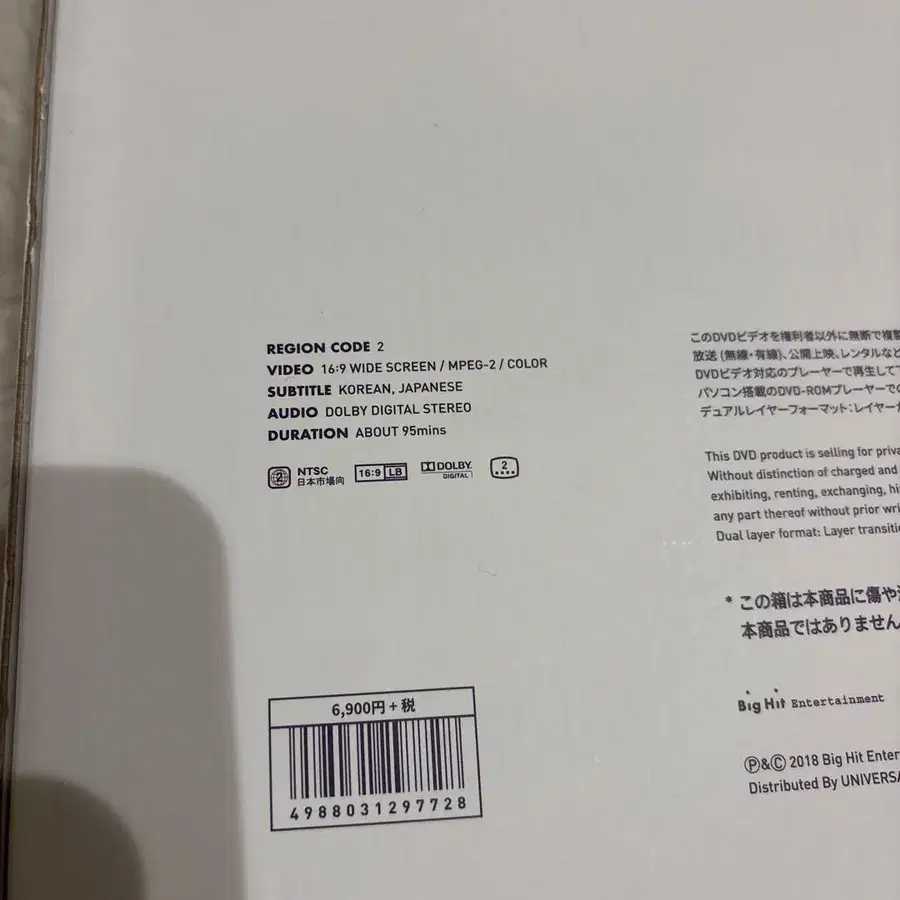 REGION CODE 2
VIDEO 16:9 WIDE SCREEN / MPEG-2 / COLOR
SUBTITLE KOREAN, JAPANESE
AUDIO DOLBY DIGITAL STEREO
DURATION ABOUT 95mins
2 NTSC
日本市場向
16:9 LB
DOLBY
DIGITAL
2
このDVDビデオを権利者以外に無断で複製
放送 (無線・有線)、公開上映、レンタルなど
DVDビデオ対応のプレーヤーで再生して
パソコン搭載のDVD-ROMプレーヤーでの
デュアルレイヤーフォーマット:レイヤー
This DVD product is selling for priva
Without distinction of charged and
exhibiting, renting, exchanging, hi
any part thereof without prior wri
Dual layer format: Layer transitio
* この箱は本商品に傷や
本商品ではありません
Big Hit Entertainment
Ⓟ&Ⓒ 2018 Big Hit Enter
Distributed By UNIVERSA
6,900円 + 税
4988031297728